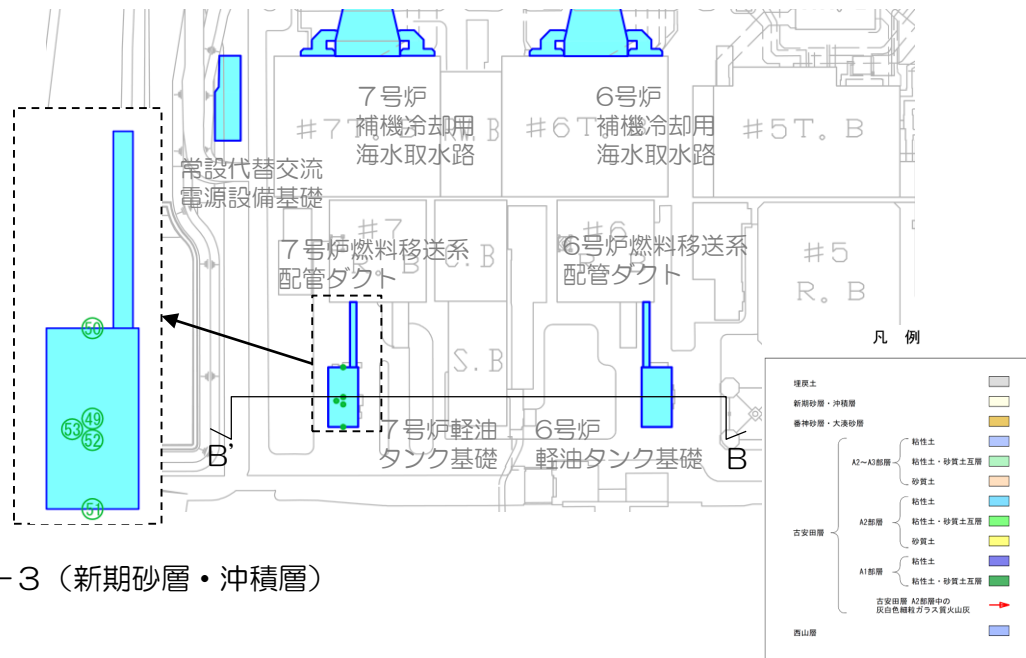 7号炉
補機冷却用
海水取水路
6号炉
補機冷却用
海水取水路
#7T.B
#6T.
#5T.B
常設代替交流
電源設備基礎
7号炉燃料移送系
配管ダクト
6号炉燃料移送系
配管ダクト
#7
R.B
C.B
#6
B
#5
R.B
S.B
50
49
53
52
51
7号炉軽油
タンク基礎
6号炉
軽油タンク基礎
B'
B
-3(新期砂層・沖積層)
凡 例
埋戻土
新期砂層・沖積層
番神砂層・大湊砂層
古安田層
A2~A3部層
粘性土
粘性土・砂質土互層
砂質土
A2部層
粘性土
粘性土・砂質土互層
砂質土
A1部層
粘性土
粘性土・砂質土互層
古安田層 A2部層中の
灰白色細粒ガラス質火山灰
西山層